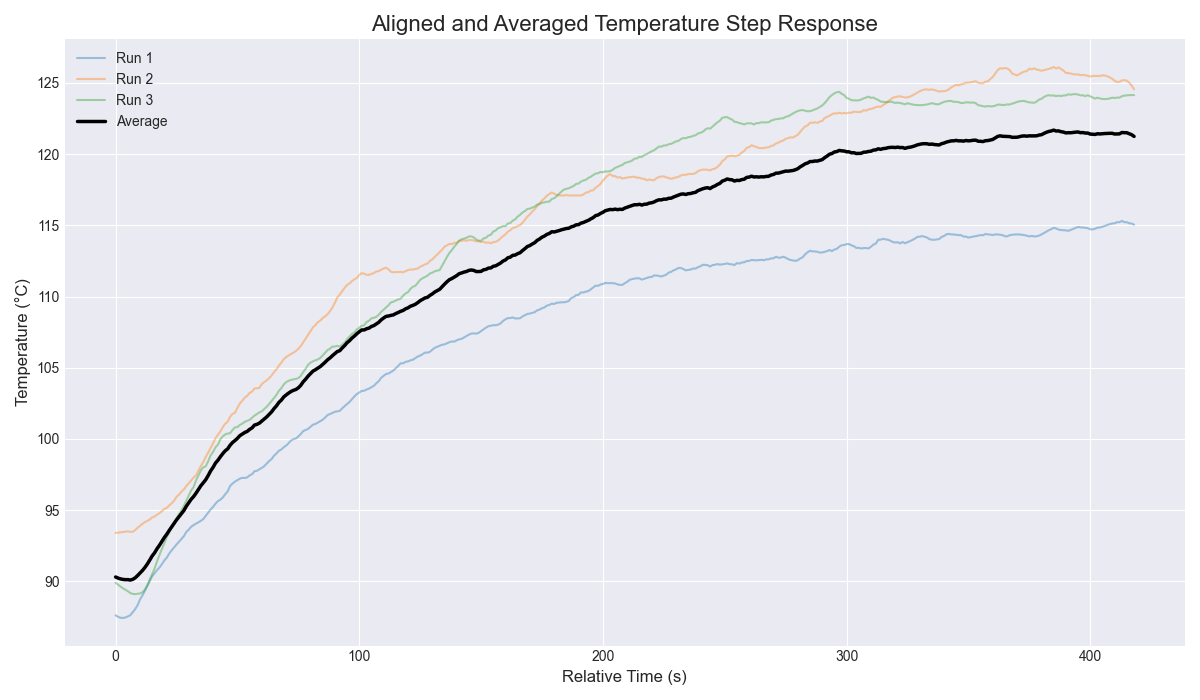 Aligned and Averaged Temperature Step Response
Run 1
Run 2
Run 3
Average
125
120
115
110
105
100
95
90
Temperature (°C)
0 100 200 300 400
Relative Time (s)